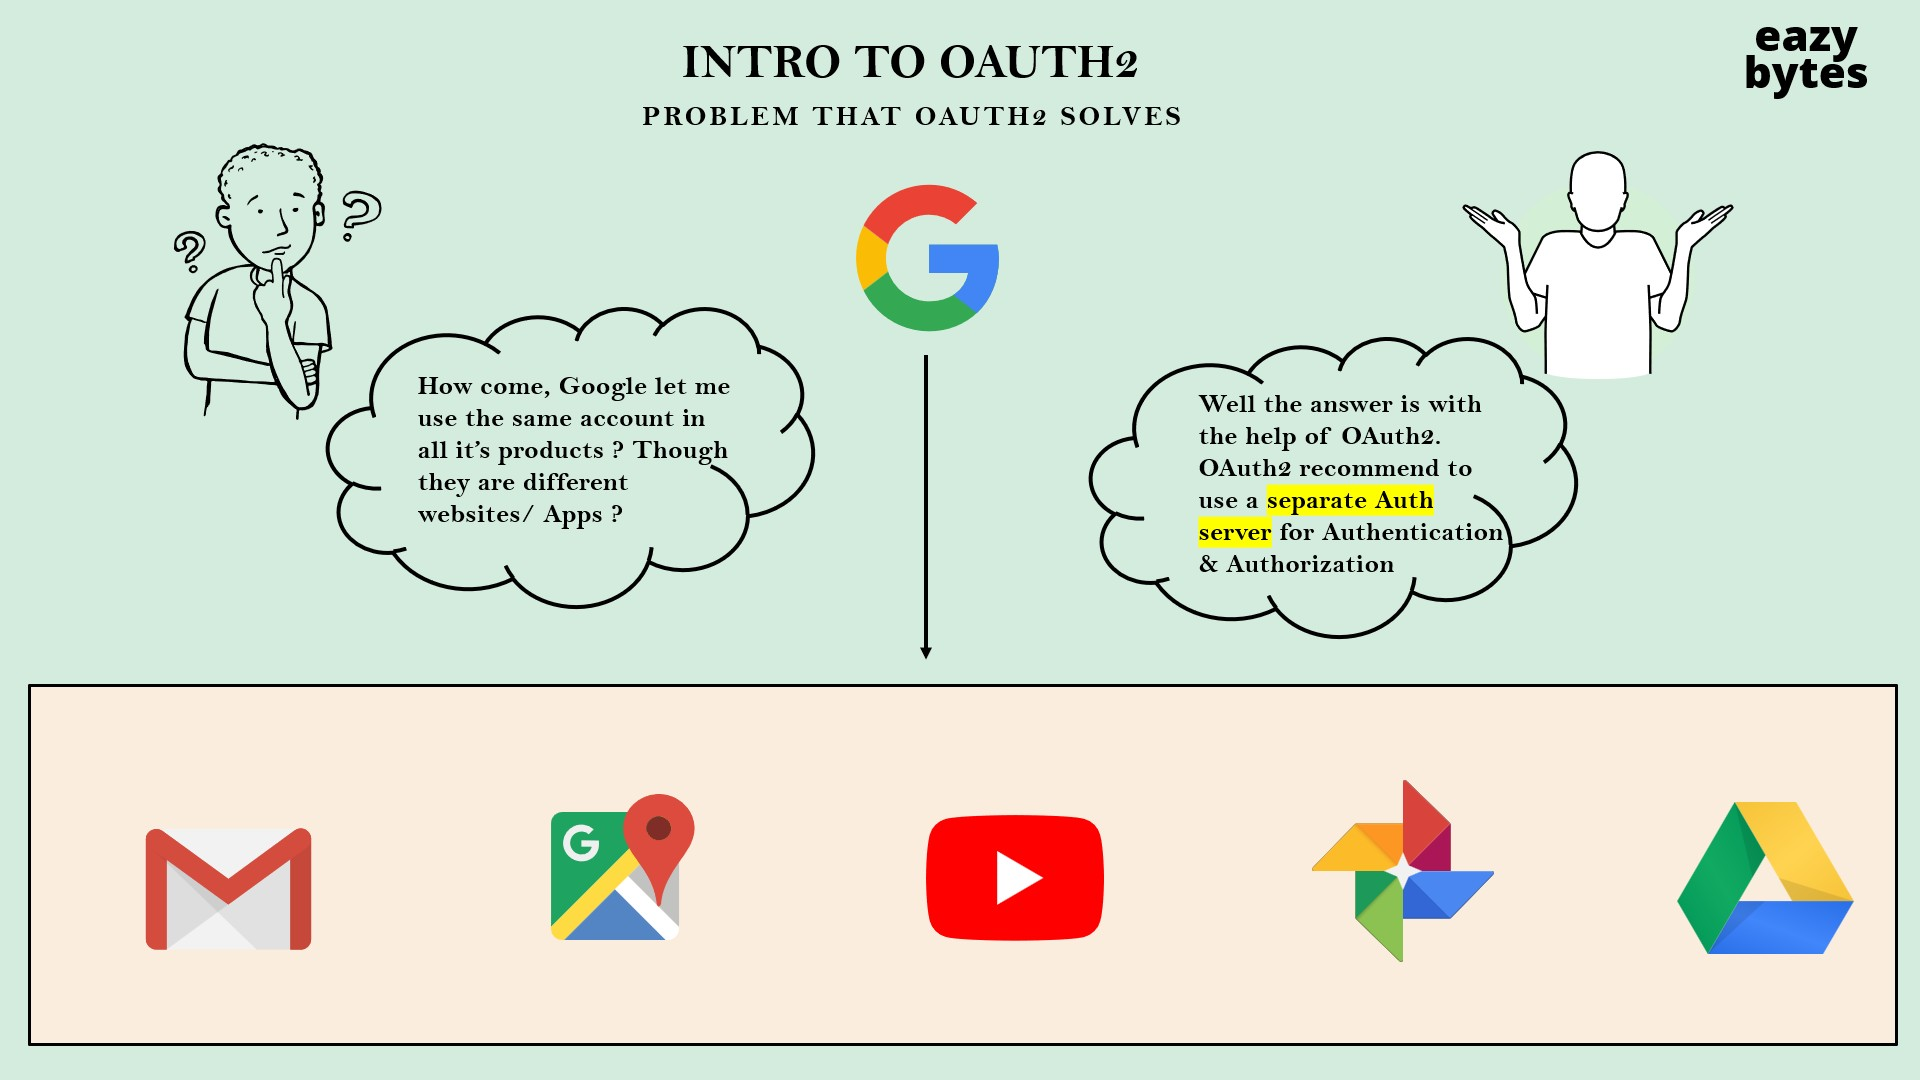 INTRO TO OAUTH2
PROBLEM THAT OAUTH2 SOLVES
eazy
bytes
How come, Google let me
use the same account in
all it’s products ? Though
they are different
websites/ Apps ?
Well the answer is with
the help of OAuth2.
OAuth2 recommend to
use a separate Auth
server for Authentication
& Authorization